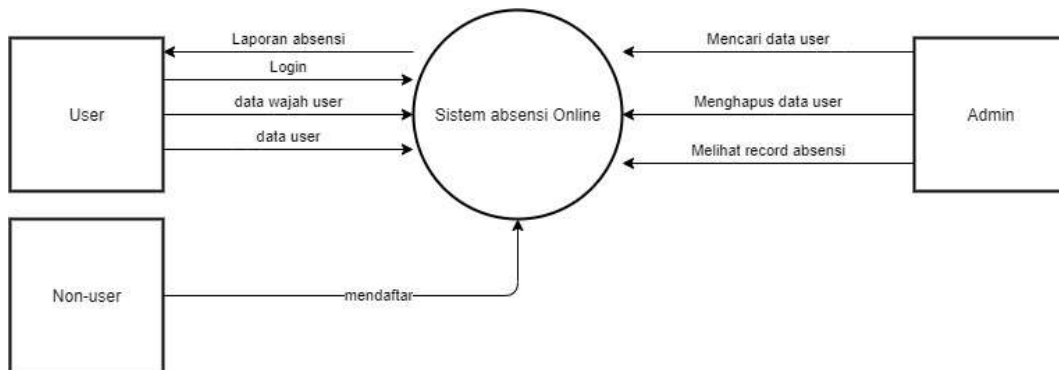 Laporan absensi
Login
data wajah user
data user
User
Sistem absensi Online
Mencari data user
Menghapus data user
Melihat record absensi
Admin
Non-user
mendaftar